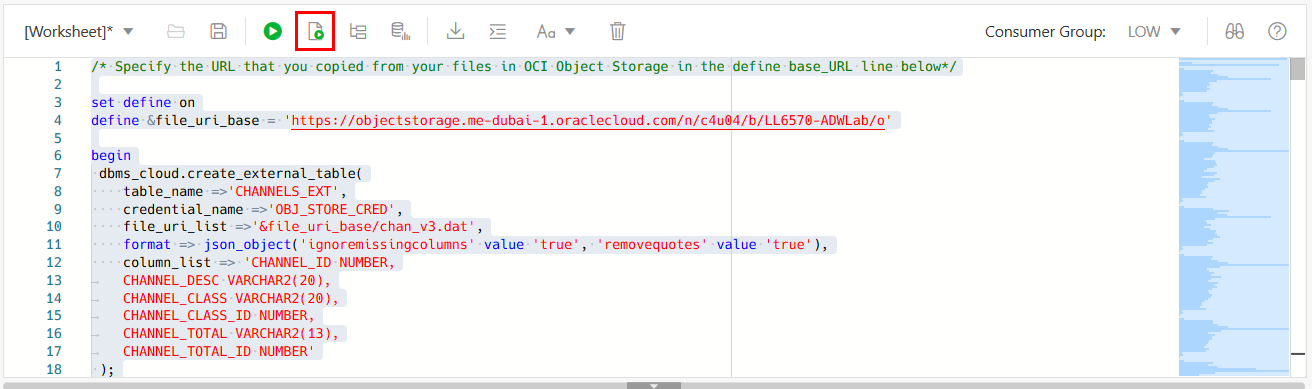 [Worksheet]* Aa Consumer Group: LOW
1 /* Specify the URL that you copied from your files in OCI Object Storage in the define base_URL line below*/
2
3 set define on
4 define &file_uri_base = 'https://objectstorage.me-dubai-1.oraclecloud.com/n/c4u04/b/LL6570-ADWLab/o'
5
6 begin
7 dbms_cloud.create_external_table(
8 table_name =>'CHANNELS_EXT',
9 credential_name =>'OBJ_STORE_CRED',
10 file_uri_list =>'&file_uri_base/chan_v3.dat',
11 format => json_object('ignoremissingcolumns' value 'true', 'removequotes' value 'true'),
12 column_list => 'CHANNEL_ID NUMBER,
13 CHANNEL_DESC VARCHAR2(20),
14 CHANNEL_CLASS VARCHAR2(20),
15 CHANNEL_CLASS_ID NUMBER,
16 CHANNEL_TOTAL VARCHAR2(13),
17 CHANNEL_TOTAL_ID NUMBER'
18 );